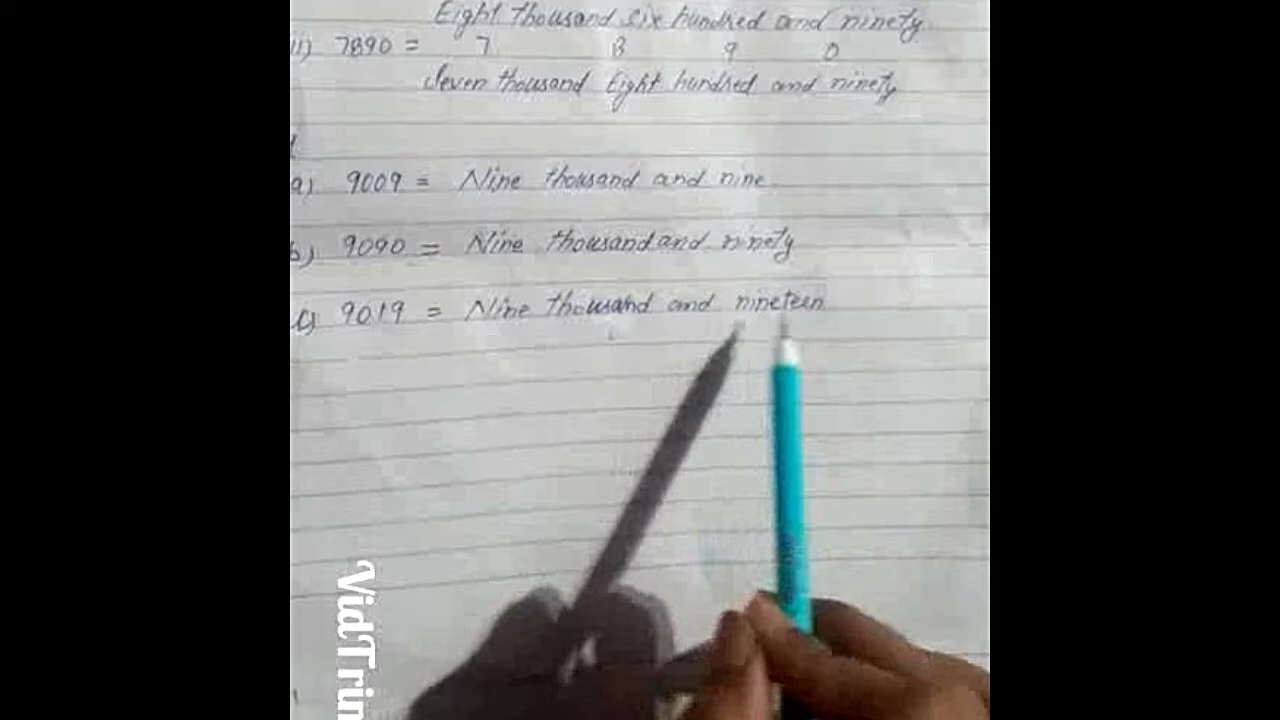 Eight thousand six hundred and ninety
ii) 7890 = 7 8 9 0
Seven thousand Eight hundred and ninety
a) 9009 = Nine thousand and nine
b) 9090 = Nine thousand and ninety
c) 9019 = Nine thousand and nineteen
VidTrim